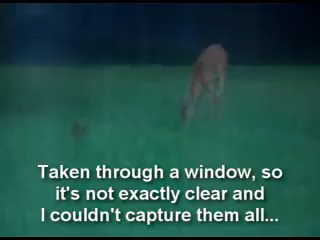 Taken through a window, so
it's not exactly clear and
I couldn't capture them all...